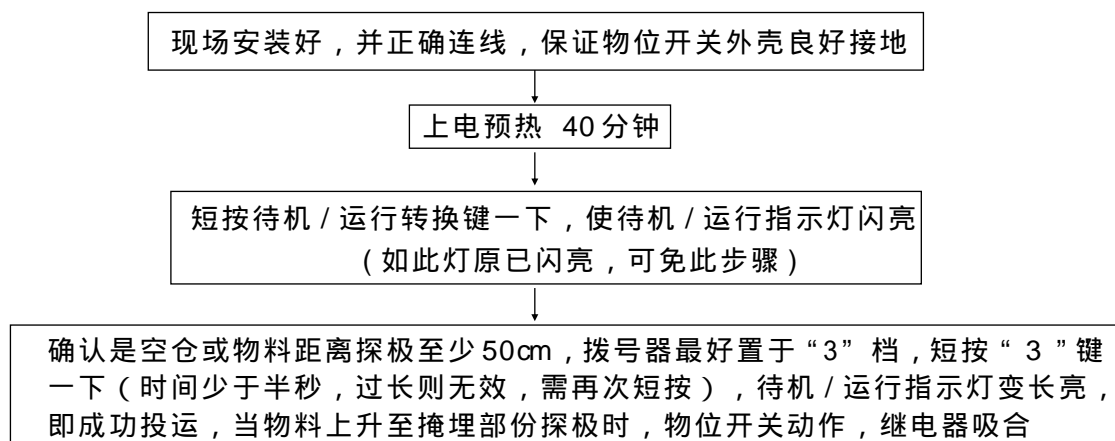 现场安装好，并正确连线，保证物位开关外壳良好接地
上电预热 40分钟
短按待机/运行转换键一下，使待机/运行指示灯闪亮
(如此灯原已闪亮，可免此步骤)
确认是空仓或物料距离探极至少50cm，拨号器最好置于“3”档，短按“3”键
一下（时间少于半秒，过长则无效，需再次短按），待机/运行指示灯变长亮，
即成功投运，当物料上升至掩埋部份探极时，物位开关动作，继电器吸合